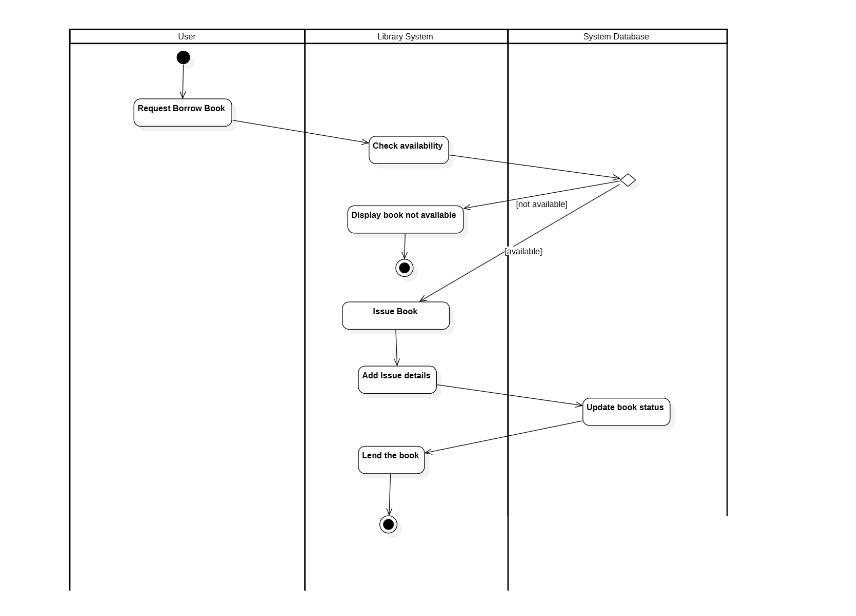 User
Library System
System Database
Request Borrow Book
Check availability
[not available]
Display book not available
[available]
Issue Book
Add Issue details
Update book status
Lend the book